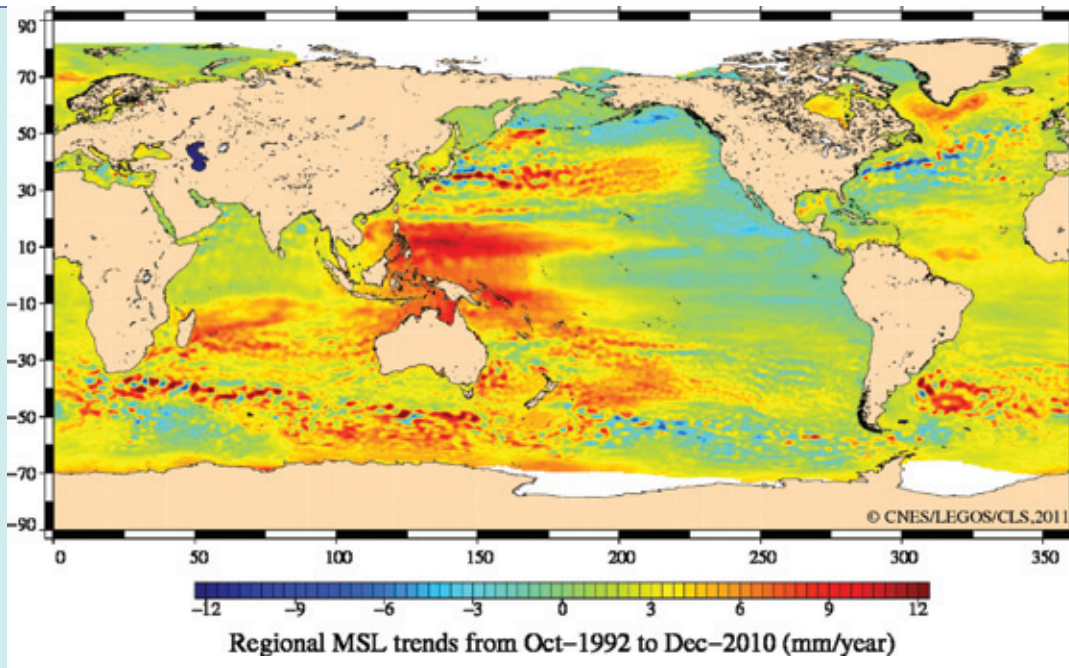 90
70
50
30
10
−10
−30
−50
−70
−90
© CNES/LEGOS/CLS,2011
0 50 100 150 200 250 300 350
−12 −9 −6 −3 0 3 6 9 12
Regional MSL trends from Oct−1992 to Dec−2010 (mm/year)